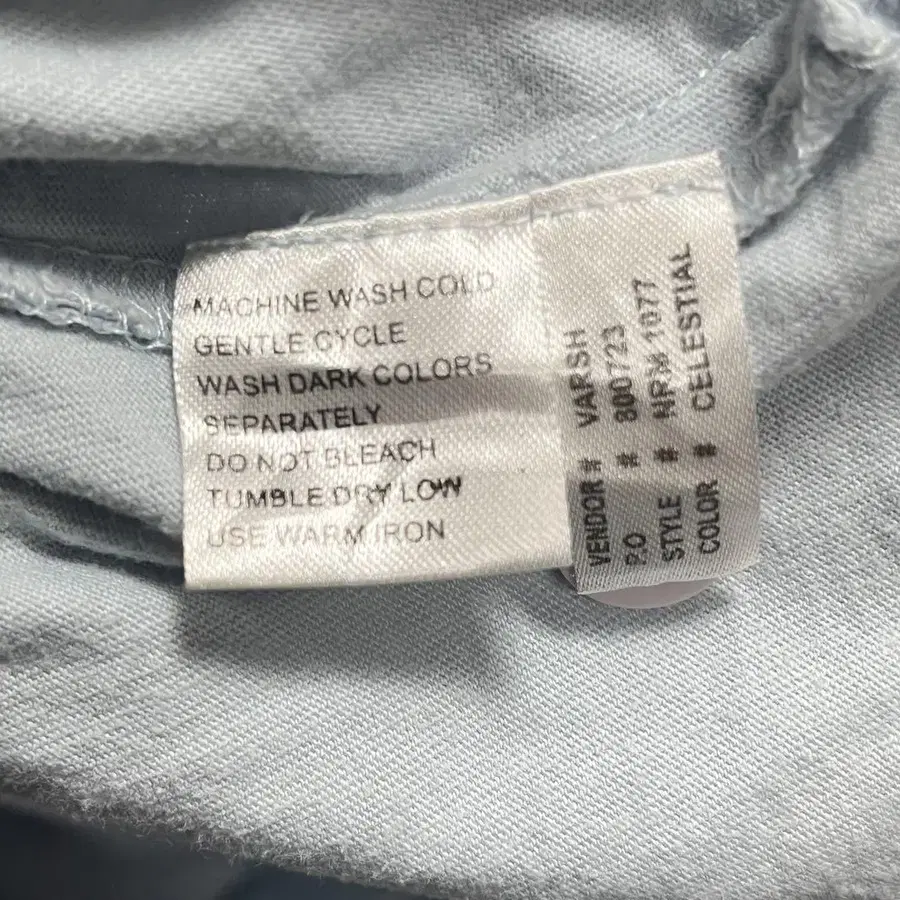 MACHINE WASH COLD
GENTLE CYCLE
WASH DARK COLORS
SEPARATELY
DO NOT BLEACH
TUMBLE DRY LOW
USE WARM IRON
VENDOR # VARSH
P.O # 800723
STYLE # NRM 1077
COLOR # CELESTIAL